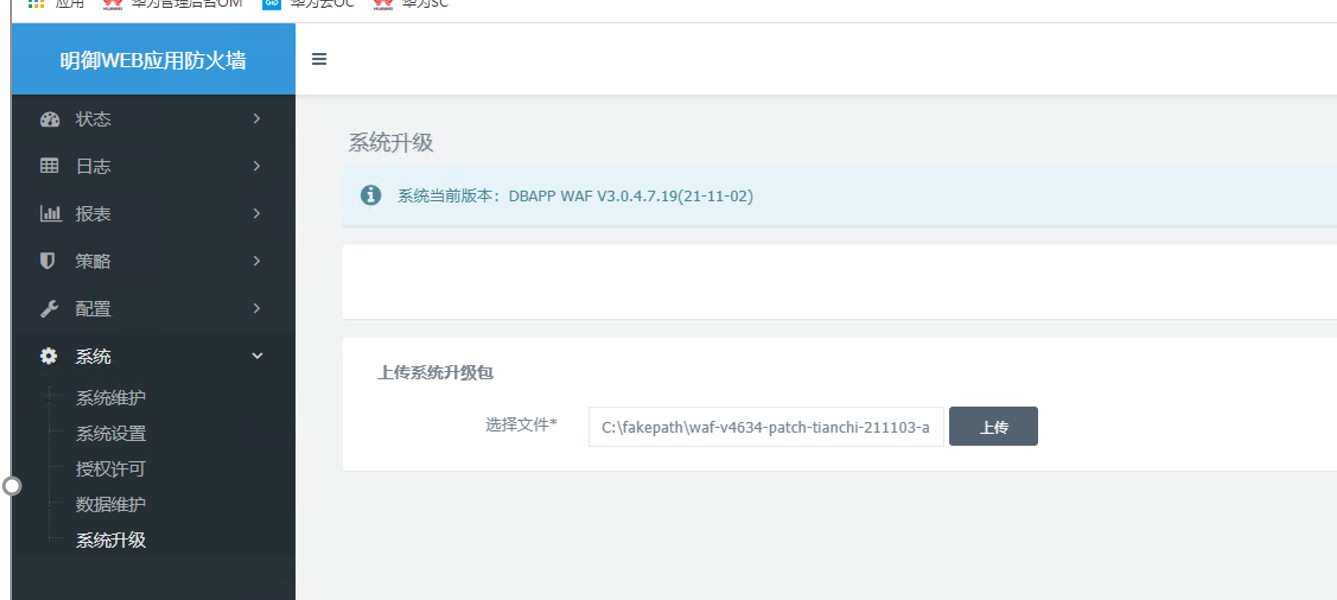 应用 华为管理后台OM 华为云OC 华为SC
明御WEB应用防火墙
状态
日志
报表
策略
配置
系统
系统维护
系统设置
授权许可
数据维护
系统升级
系统升级
系统当前版本：DBAPP WAF V3.0.4.7.19(21-11-02)
上传系统升级包
选择文件* C:\fakepath\waf-v4634-patch-tianchi-211103-a 上传